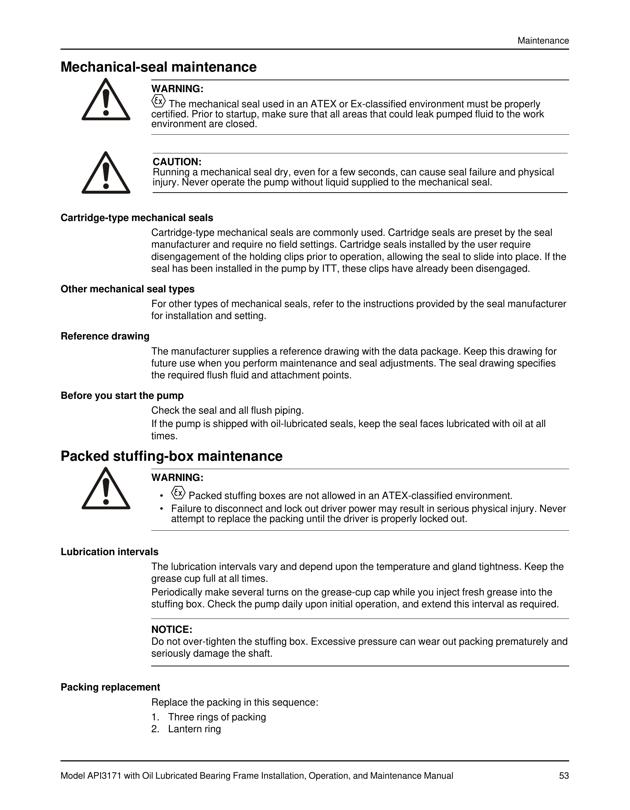 Maintenance
Mechanical-seal maintenance
WARNING:
Ex The mechanical seal used in an ATEX or Ex-classified environment must be properly
certified. Prior to startup, make sure that all areas that could leak pumped fluid to the work
environment are closed.
CAUTION:
Running a mechanical seal dry, even for a few seconds, can cause seal failure and physical
injury. Never operate the pump without liquid supplied to the mechanical seal.
Cartridge-type mechanical seals
Cartridge-type mechanical seals are commonly used. Cartridge seals are preset by the seal
manufacturer and require no field settings. Cartridge seals installed by the user require
disengagement of the holding clips prior to operation, allowing the seal to slide into place. If the
seal has been installed in the pump by ITT, these clips have already been disengaged.
Other mechanical seal types
For other types of mechanical seals, refer to the instructions provided by the seal manufacturer
for installation and setting.
Reference drawing
The manufacturer supplies a reference drawing with the data package. Keep this drawing for
future use when you perform maintenance and seal adjustments. The seal drawing specifies
the required flush fluid and attachment points.
Before you start the pump
Check the seal and all flush piping.
If the pump is shipped with oil-lubricated seals, keep the seal faces lubricated with oil at all
times.
Packed stuffing-box maintenance
WARNING:
• Ex Packed stuffing boxes are not allowed in an ATEX-classified environment.
• Failure to disconnect and lock out driver power may result in serious physical injury. Never
attempt to replace the packing until the driver is properly locked out.
Lubrication intervals
The lubrication intervals vary and depend upon the temperature and gland tightness. Keep the
grease cup full at all times.
Periodically make several turns on the grease-cup cap while you inject fresh grease into the
stuffing box. Check the pump daily upon initial operation, and extend this interval as required.
NOTICE:
Do not over-tighten the stuffing box. Excessive pressure can wear out packing prematurely and
seriously damage the shaft.
Packing replacement
Replace the packing in this sequence:
1. Three rings of packing
2. Lantern ring
Model API3171 with Oil Lubricated Bearing Frame Installation, Operation, and Maintenance Manual 53